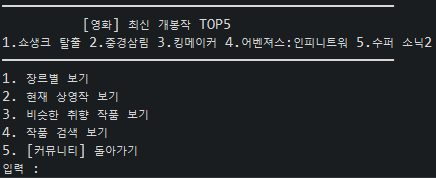 [영화] 최신 개봉작 TOP5
1.쇼생크 탈출 2.중경삼림 3.킹메이커 4.어벤져스:인피니트워 5.수퍼 소닉2
1. 장르별 보기
2. 현재 상영작 보기
3. 비슷한 취향 작품 보기
4. 작품 검색 보기
5. [커뮤니티] 돌아가기
입력 :